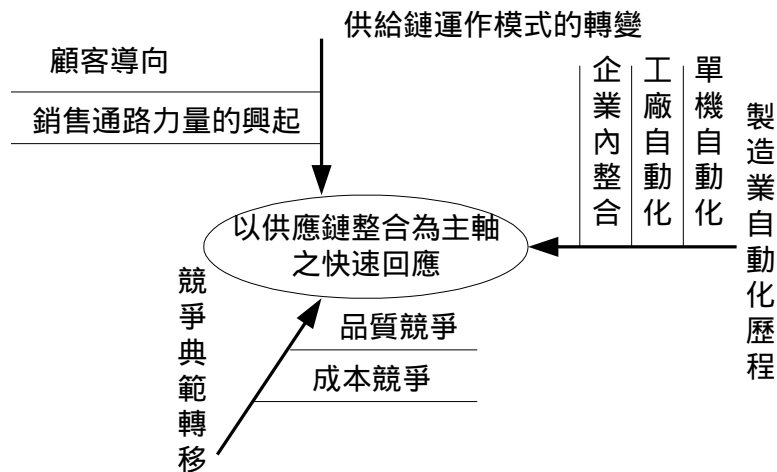 供給鏈運作模式的轉變
顧客導向
銷售通路力量的興起
企業內整合
工廠自動化
單機自動化
製造業自動化歷程
以供應鏈整合為主軸
之快速回應
競爭典範轉移
品質競爭
成本競爭